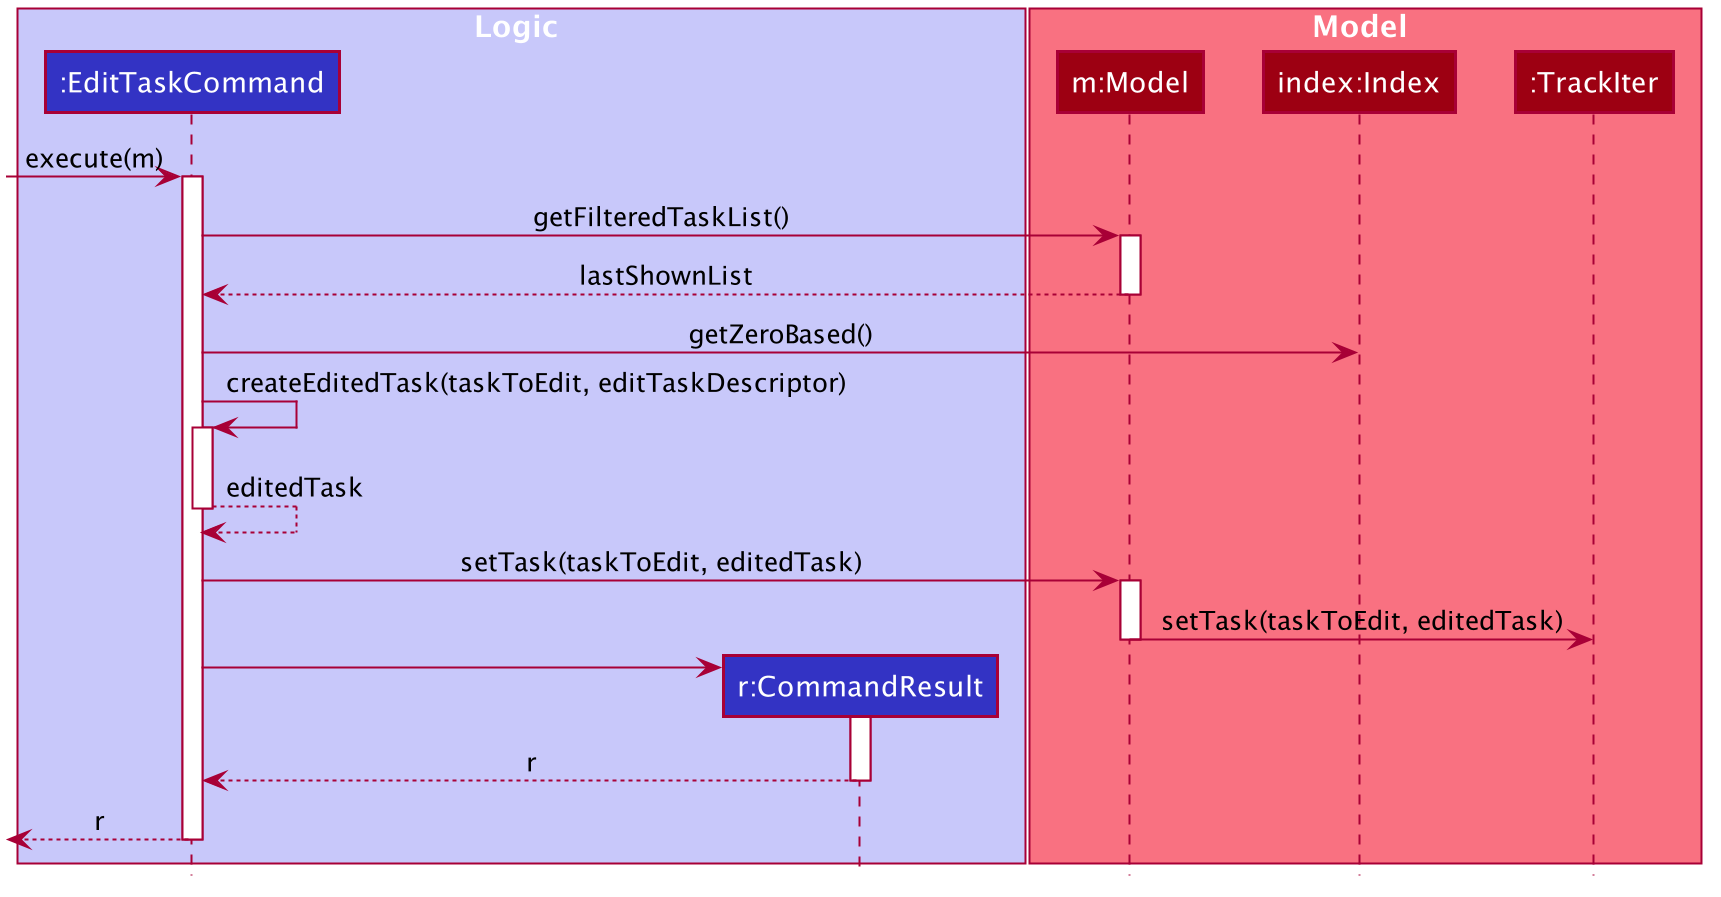 Logic
Model
:EditTaskCommand
m:Model
index:Index
:TrackIter
execute(m)
getFilteredTaskList()
lastShownList
getZeroBased()
createEditedTask(taskToEdit, editTaskDescriptor)
editedTask
setTask(taskToEdit, editedTask)
setTask(taskToEdit, editedTask)
r:CommandResult
r
r